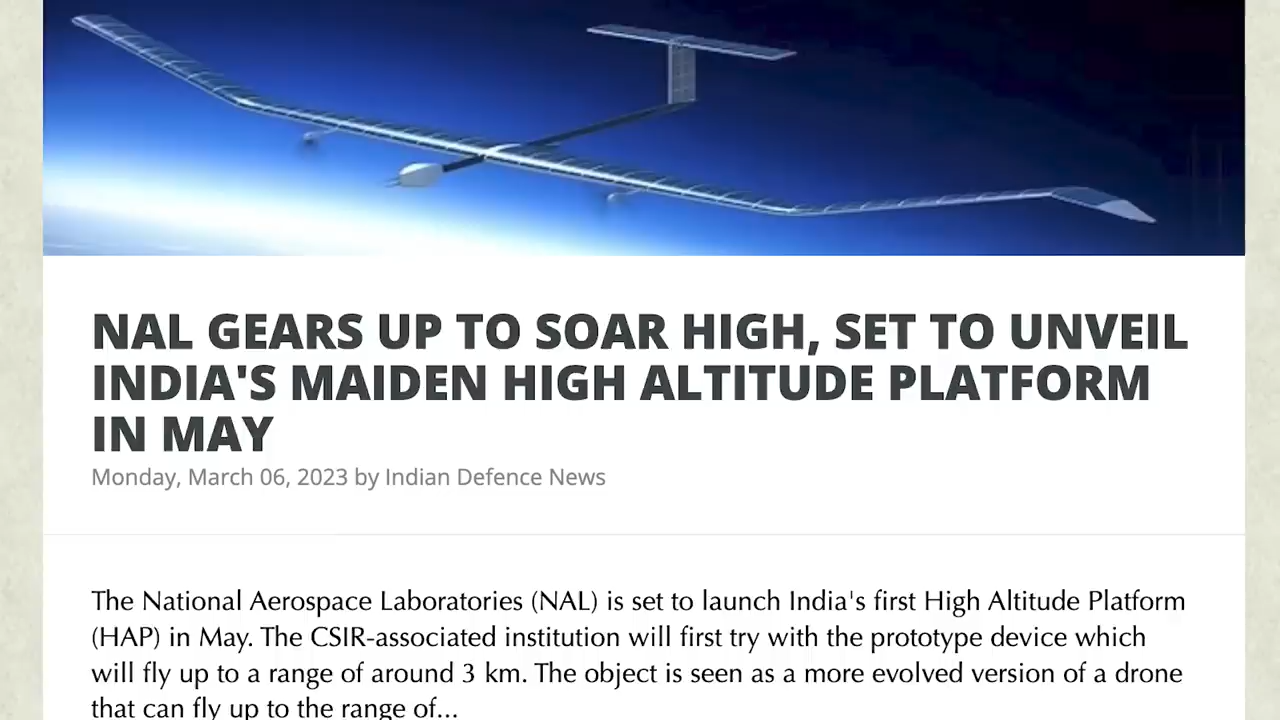 NAL GEARS UP TO SOAR HIGH, SET TO UNVEIL
INDIA'S MAIDEN HIGH ALTITUDE PLATFORM
IN MAY
Monday, March 06, 2023 by Indian Defence News
The National Aerospace Laboratories (NAL) is set to launch India's first High Altitude Platform
(HAP) in May. The CSIR-associated institution will first try with the prototype device which
will fly up to a range of around 3 km. The object is seen as a more evolved version of a drone
that can fly up to the range of...